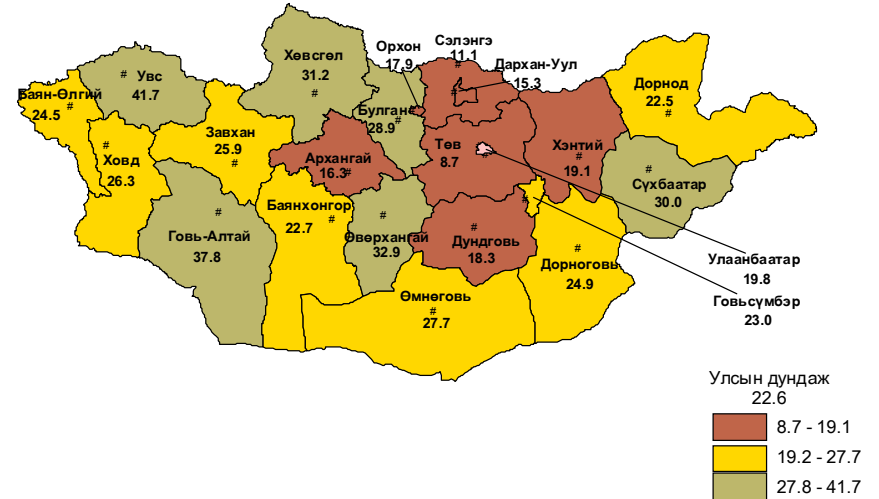 Сэлэнгэ
11.1
Орхон
17.9
Дархан-Уул
15.3
Хөвсгөл
31.2
#
# Увс
41.7
Баян-Өлгий
24.5 #
Дорнод
22.5
#
Булган
28.9 #
Завхан
25.9
#
#
Ховд
26.3
Архангай
16.3 #
Төв
8.7
#
#
#
Хэнтий
#
19.1
#
Сүхбаатар
30.0
Баянхонгор
22.7 #
#
Говь-Алтай
37.8
#
Өвөрхангай
32.9
#
Дундговь
18.3
#
#
Дорноговь
24.9
Улаанбаатар
19.8
Говьсүмбэр
23.0
Өмнөговь
#
27.7
Улсын дундаж
22.6
8.7 - 19.1
19.2 - 27.7
27.8 - 41.7